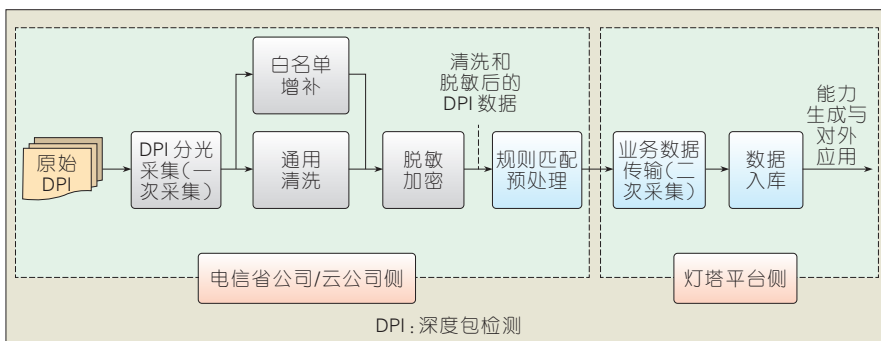 原始
DPI
DPI 分光
采集(一
次采集)
白名单
增补
通用
清洗
脱敏
加密
清洗和
脱敏后的
DPI 数据
规则匹配
预处理
业务数据
传输(二
次采集)
数据
入库
能力
生成与
对外
应用
电信省公司/云公司侧
灯塔平台侧
DPI：深度包检测